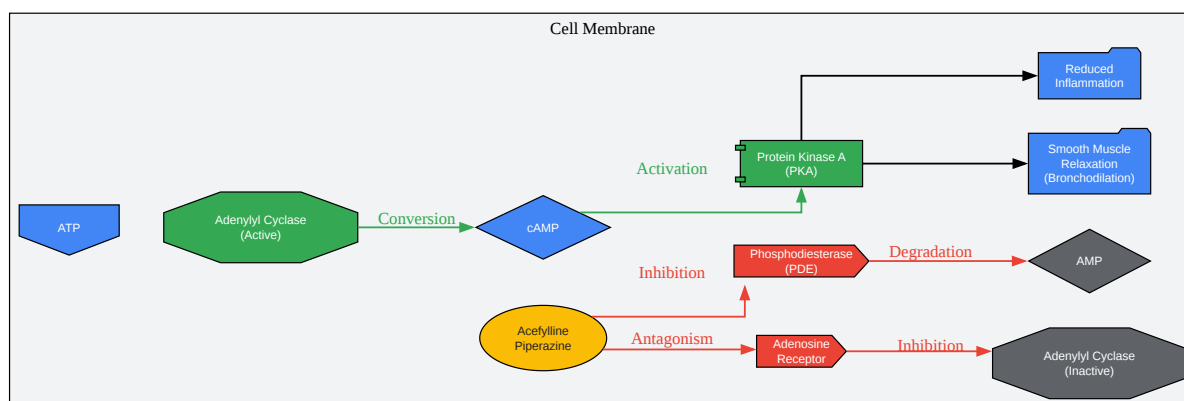 Cell Membrane
Reduced
Inflammation
Protein Kinase A
(PKA)
Smooth Muscle
Relaxation
(Bronchodilation)
Activation
ATP
Adenylyl Cyclase
(Active)
Conversion
cAMP
Phosphodiesterase
(PDE)
Degradation
AMP
Inhibition
Acefylline
Piperazine
Antagonism
Adenosine
Receptor
Inhibition
Adenylyl Cyclase
(Inactive)